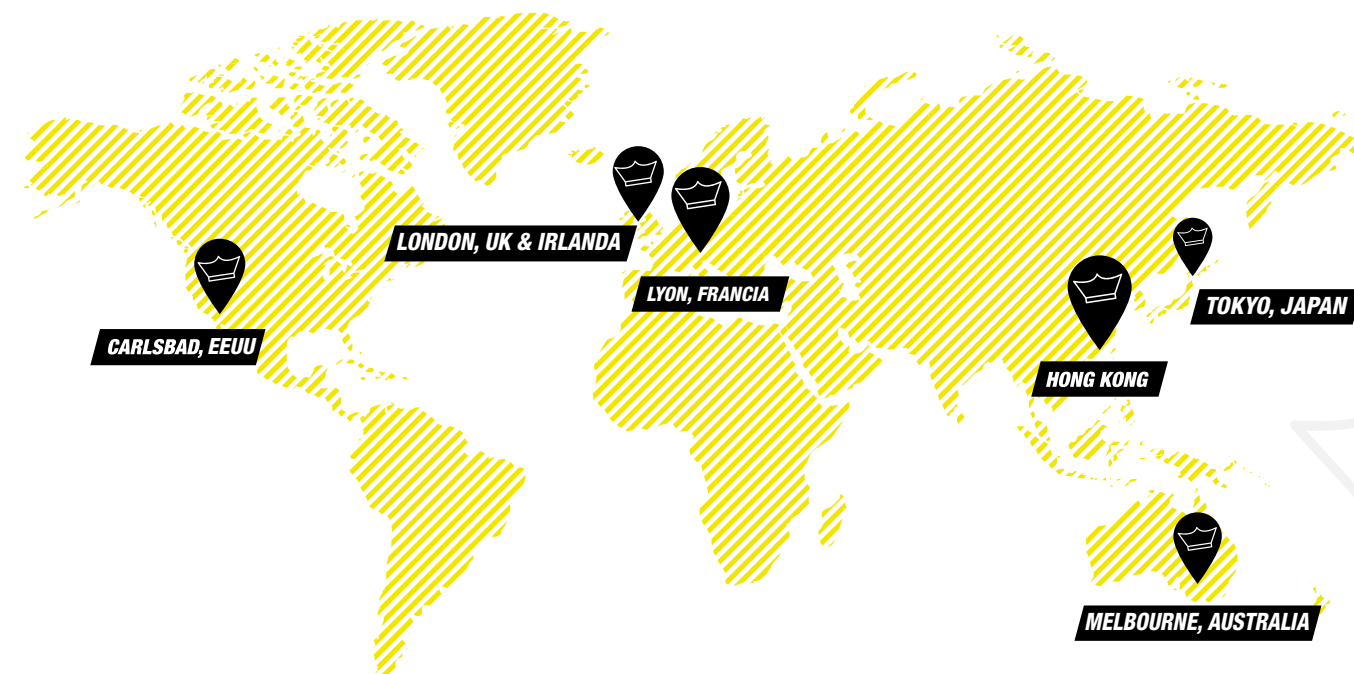 LONDON, UK & IRLANDA
LYON, FRANCIA
TOKYO, JAPAN
CARLSBAD, EEUU
HONG KONG
MELBOURNE, AUSTRALIA